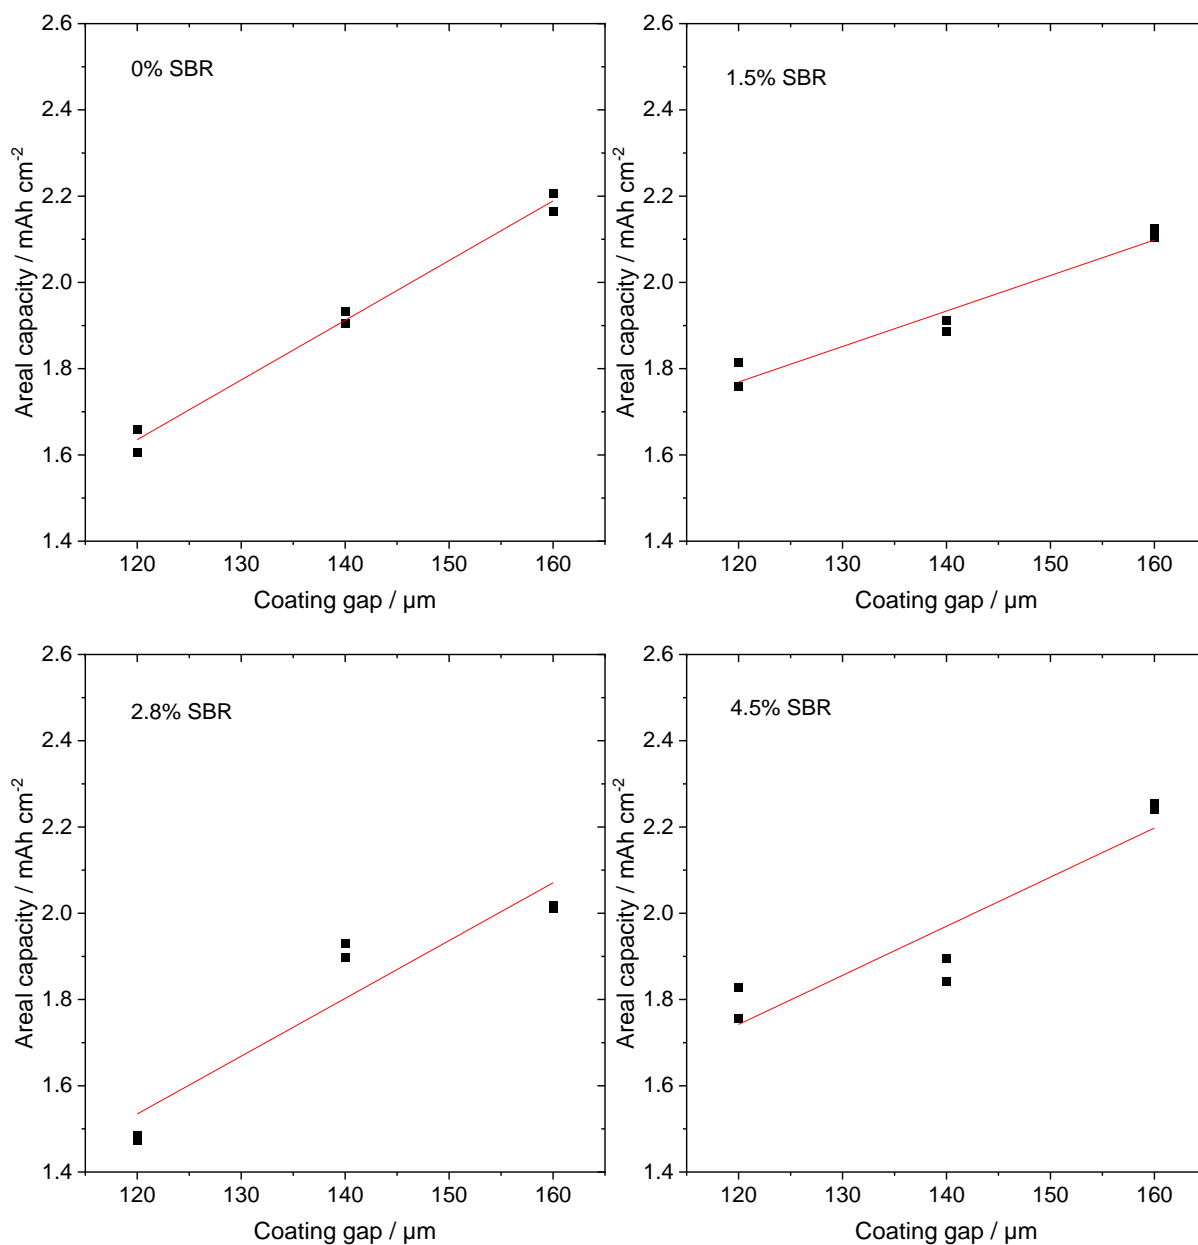 2.6
2.4
2.2
2.0
1.8
1.6
1.4
Areal capacity / mAh cm⁻²
0% SBR
120 130 140 150 160
Coating gap / µm
2.6
2.4
2.2
2.0
1.8
1.6
1.4
Areal capacity / mAh cm⁻²
1.5% SBR
120 130 140 150 160
Coating gap / µm
2.6
2.4
2.2
2.0
1.8
1.6
1.4
Areal capacity / mAh cm⁻²
2.8% SBR
120 130 140 150 160
Coating gap / µm
2.6
2.4
2.2
2.0
1.8
1.6
1.4
Areal capacity / mAh cm⁻²
4.5% SBR
120 130 140 150 160
Coating gap / µm